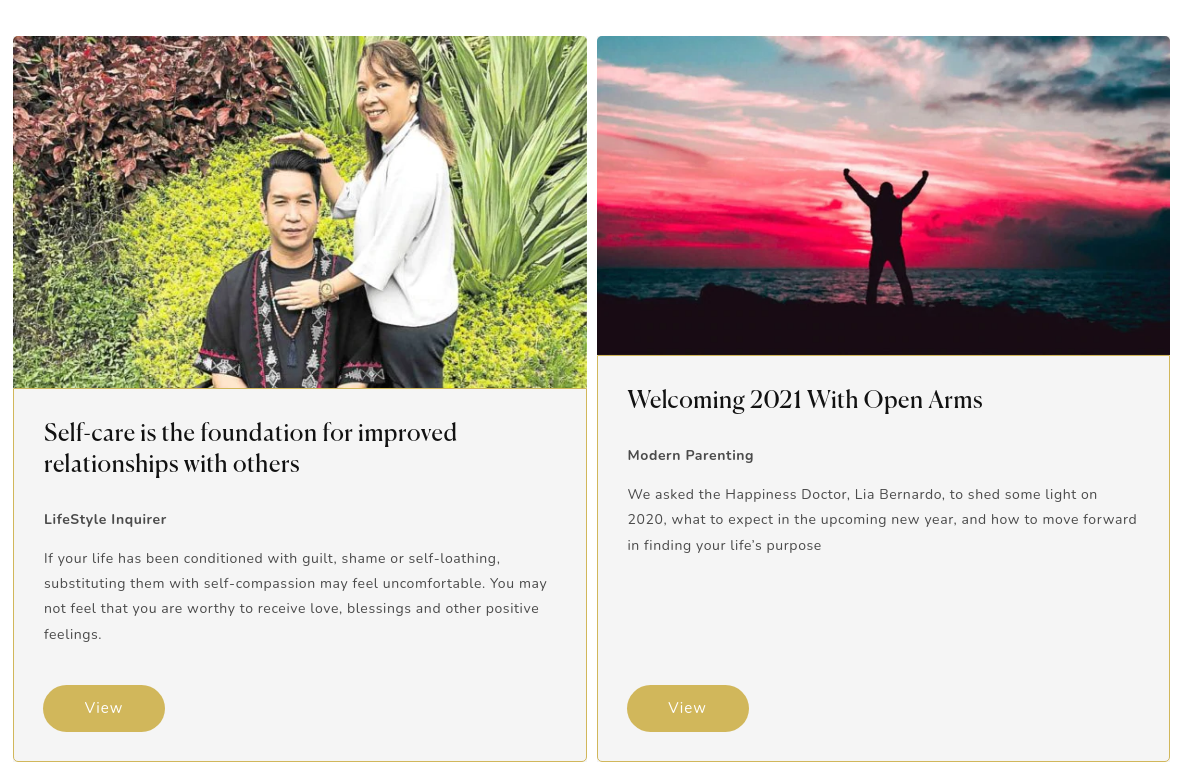 Self-care is the foundation for improved
relationships with others
LifeStyle Inquirer
If your life has been conditioned with guilt, shame or self-loathing,
substituting them with self-compassion may feel uncomfortable. You may
not feel that you are worthy to receive love, blessings and other positive
feelings.
View
Welcoming 2021 With Open Arms
Modern Parenting
We asked the Happiness Doctor, Lia Bernardo, to shed some light on
2020, what to expect in the upcoming new year, and how to move forward
in finding your life’s purpose
View